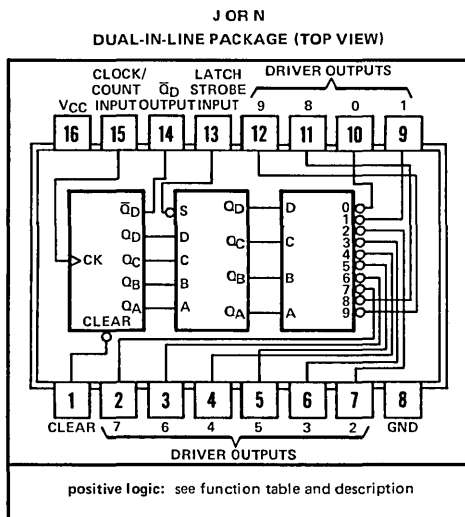 J OR N
DUAL-IN-LINE PACKAGE (TOP VIEW)
CLOCK/ LATCH DRIVER OUTPUTS
COUNT Q̅D STROBE
VCC INPUT OUTPUT INPUT 9 8 0 1
16 15 14 13 12 11 10 9
Q̅D S QD D 0
1
QD D 2
CK QC C QC C 3
4
5
QB B QB B 6
7
QA A QA A 8
9
CLEAR
1 2 3 4 5 6 7 8
CLEAR 7 6 4 5 3 2 GND
DRIVER OUTPUTS
positive logic: see function table and description